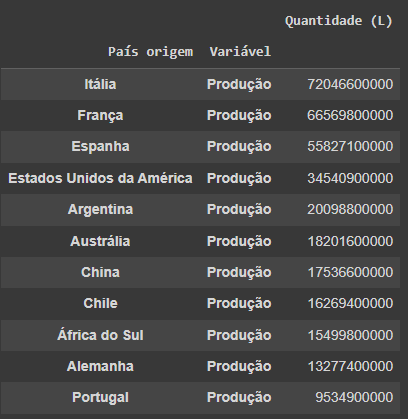 Quantidade (L)
País origem Variável
Itália Produção 72046600000
França Produção 66569800000
Espanha Produção 55827100000
Estados Unidos da América Produção 34540900000
Argentina Produção 20098800000
Austrália Produção 18201600000
China Produção 17536600000
Chile Produção 16269400000
África do Sul Produção 15499800000
Alemanha Produção 13277400000
Portugal Produção 9534900000